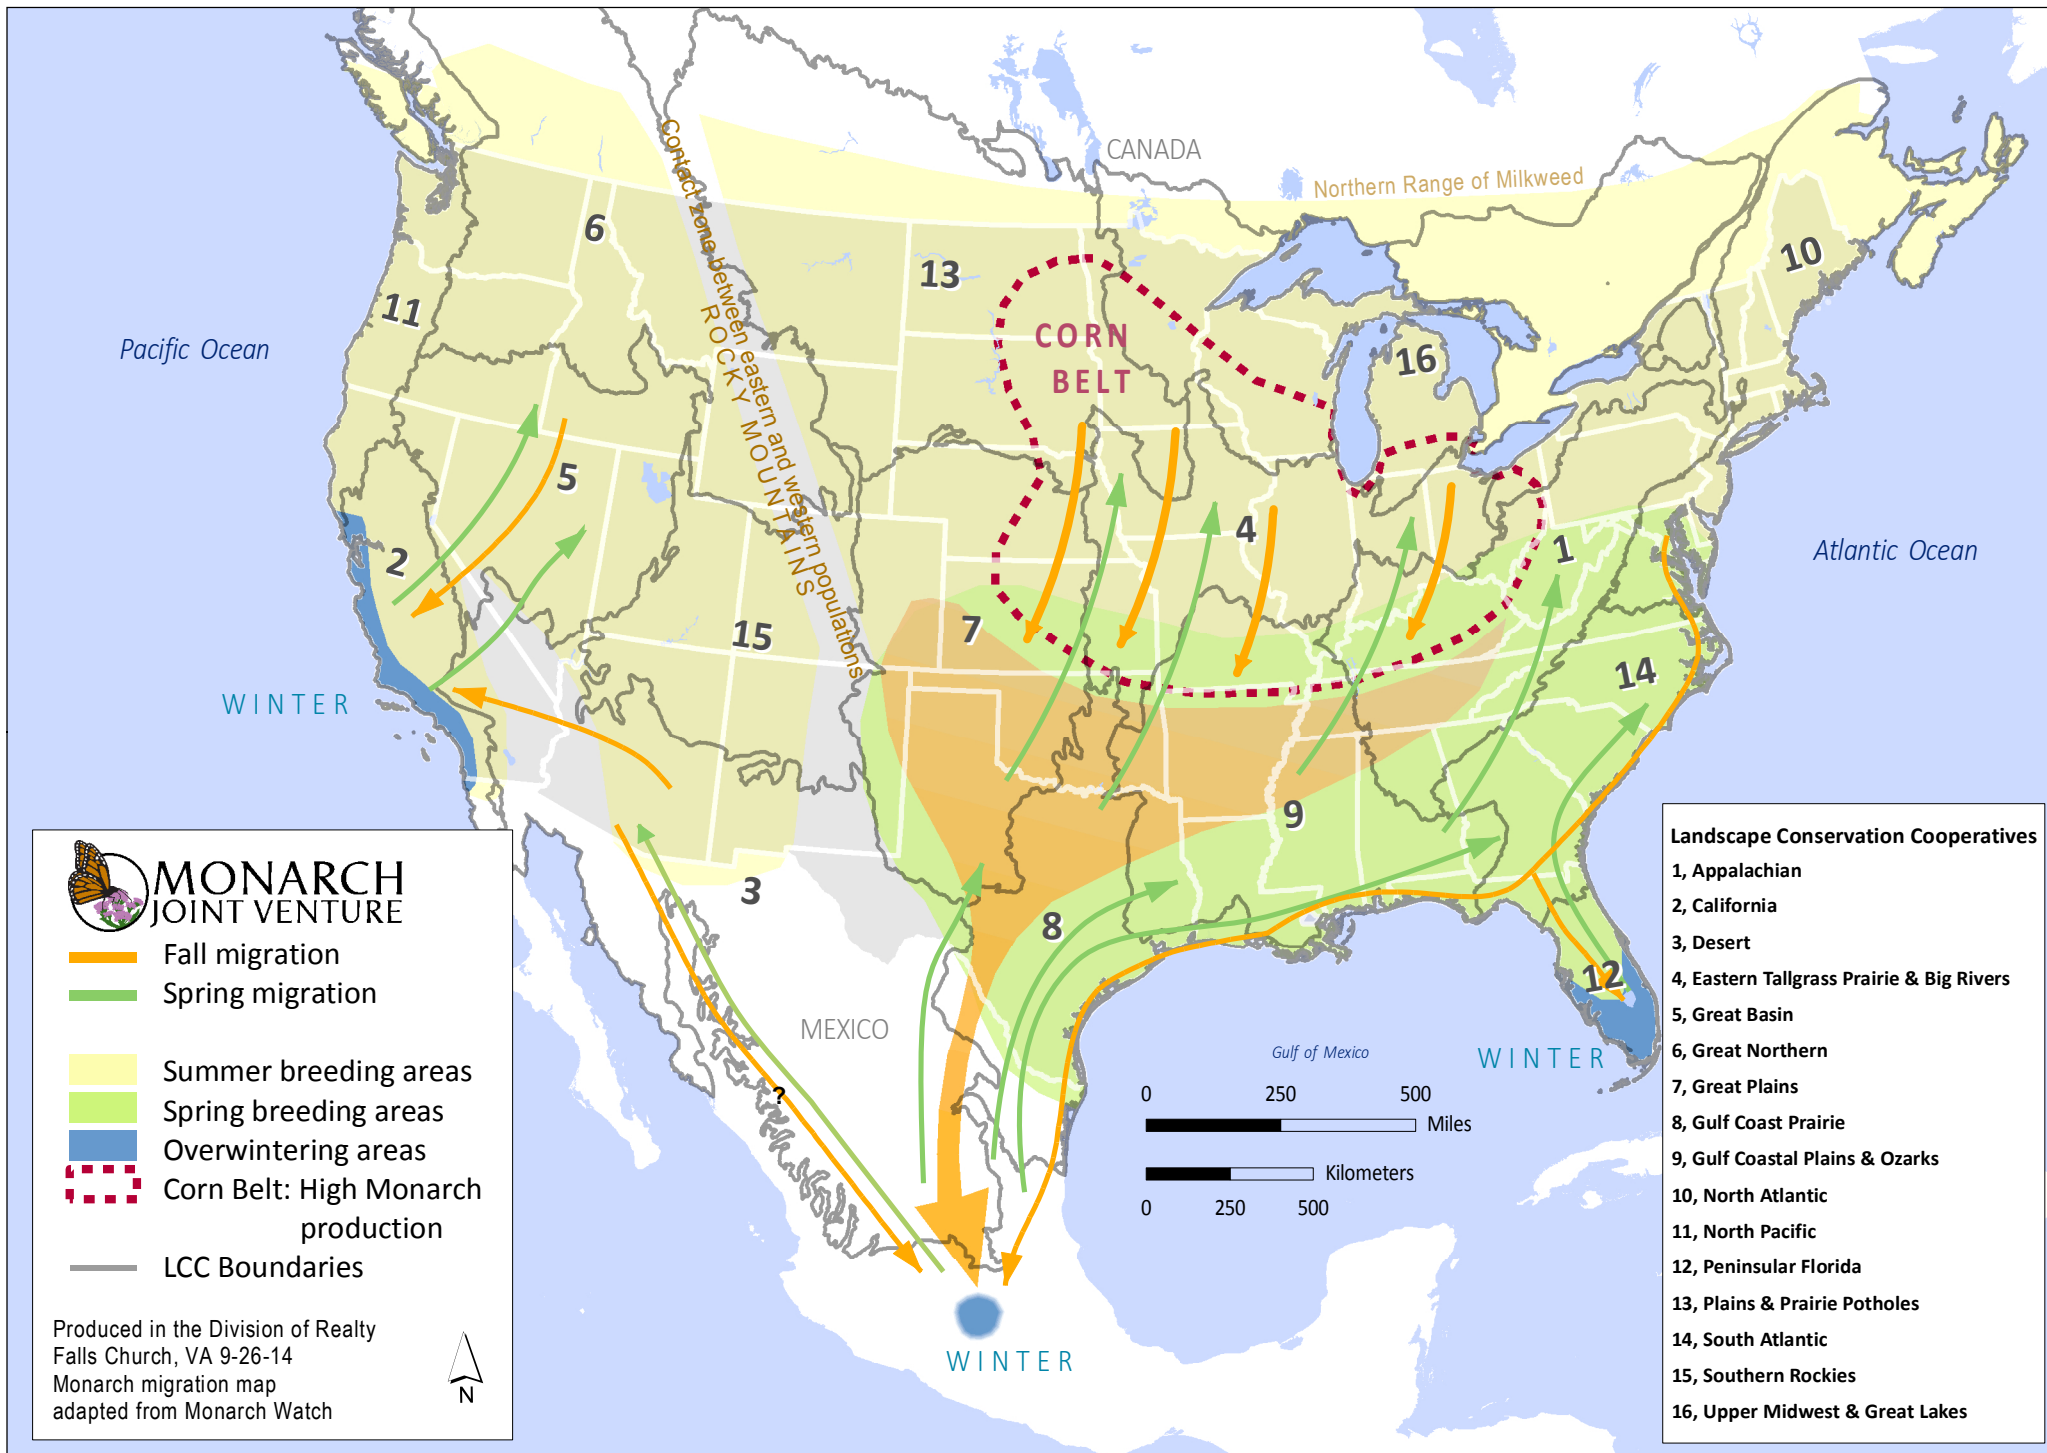 CANADA
Northern Range of Milkweed
Contact zone between eastern and western populations
ROCKY MOUNTAINS
6
13
10
11
CORN
BELT
16
Pacific Ocean
5
4
1
2
Atlantic Ocean
7
15
14
WINTER
9
3
8
12
MEXICO
?
Gulf of Mexico
WINTER
0 250 500
Miles
Kilometers
0 250 500
WINTER
MONARCH
JOINT VENTURE
Fall migration
Spring migration
Summer breeding areas
Spring breeding areas
Overwintering areas
Corn Belt: High Monarch
production
LCC Boundaries
Produced in the Division of Realty
Falls Church, VA 9-26-14
Monarch migration map
adapted from Monarch Watch
N
Landscape Conservation Cooperatives
1, Appalachian
2, California
3, Desert
4, Eastern Tallgrass Prairie & Big Rivers
5, Great Basin
6, Great Northern
7, Great Plains
8, Gulf Coast Prairie
9, Gulf Coastal Plains & Ozarks
10, North Atlantic
11, North Pacific
12, Peninsular Florida
13, Plains & Prairie Potholes
14, South Atlantic
15, Southern Rockies
16, Upper Midwest & Great Lakes